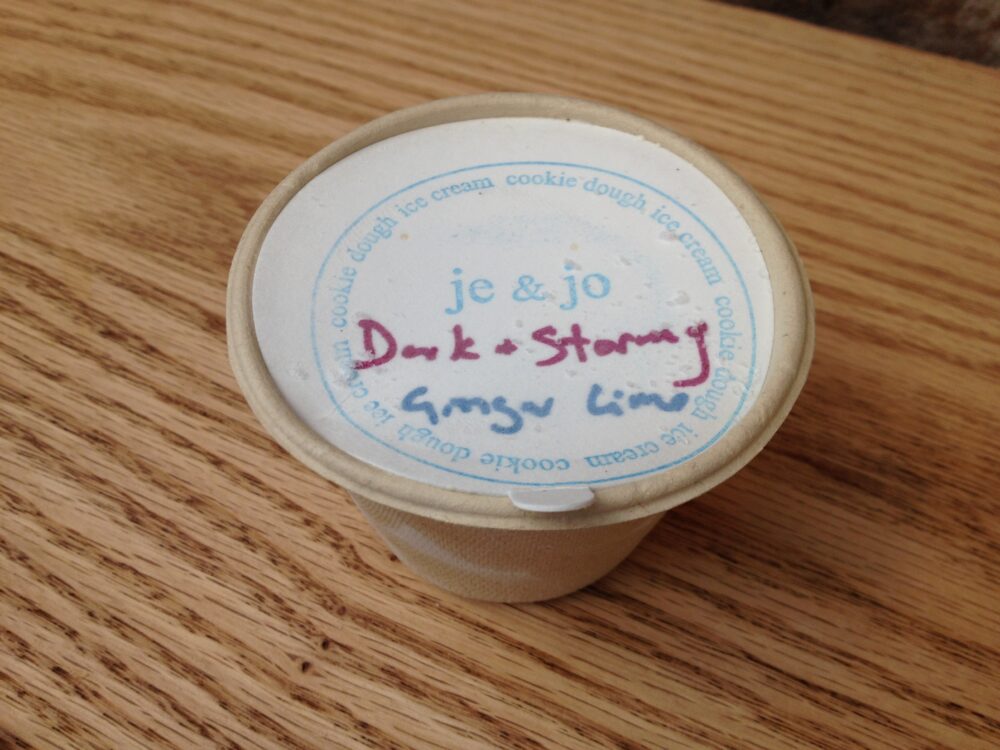 ice cream cookie dough ice cream cookie dough ice cream cookie dough ice cream cookie dough
je & jo
Dark + Stormy
Ginger Lime